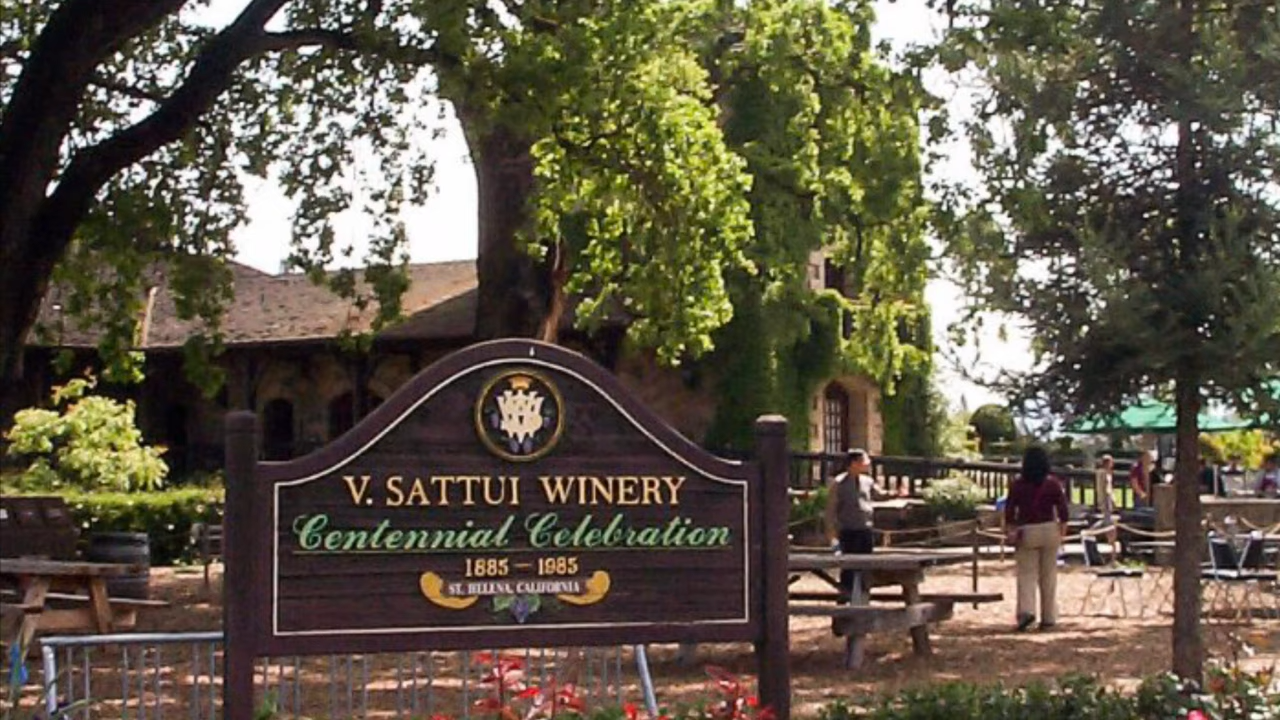 V. SATTUI WINERY
Centennial Celebration
1885 — 1985
ST. HELENA, CALIFORNIA